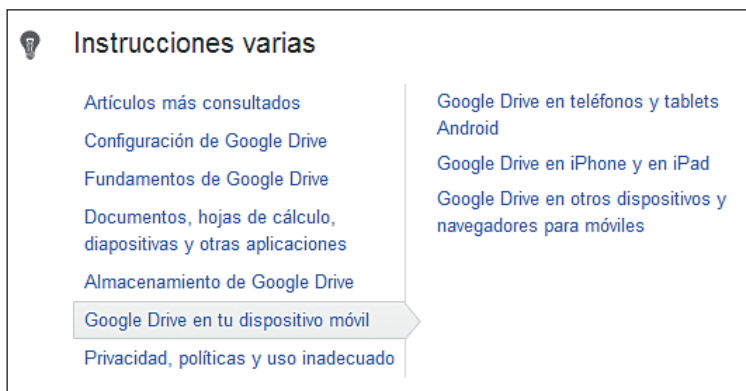 Instrucciones varias
Artículos más consultados
Configuración de Google Drive
Fundamentos de Google Drive
Documentos, hojas de cálculo,
diapositivas y otras aplicaciones
Almacenamiento de Google Drive
Google Drive en tu dispositivo móvil
Privacidad, políticas y uso inadecuado
Google Drive en teléfonos y tablets
Android
Google Drive en iPhone y en iPad
Google Drive en otros dispositivos y
navegadores para móviles